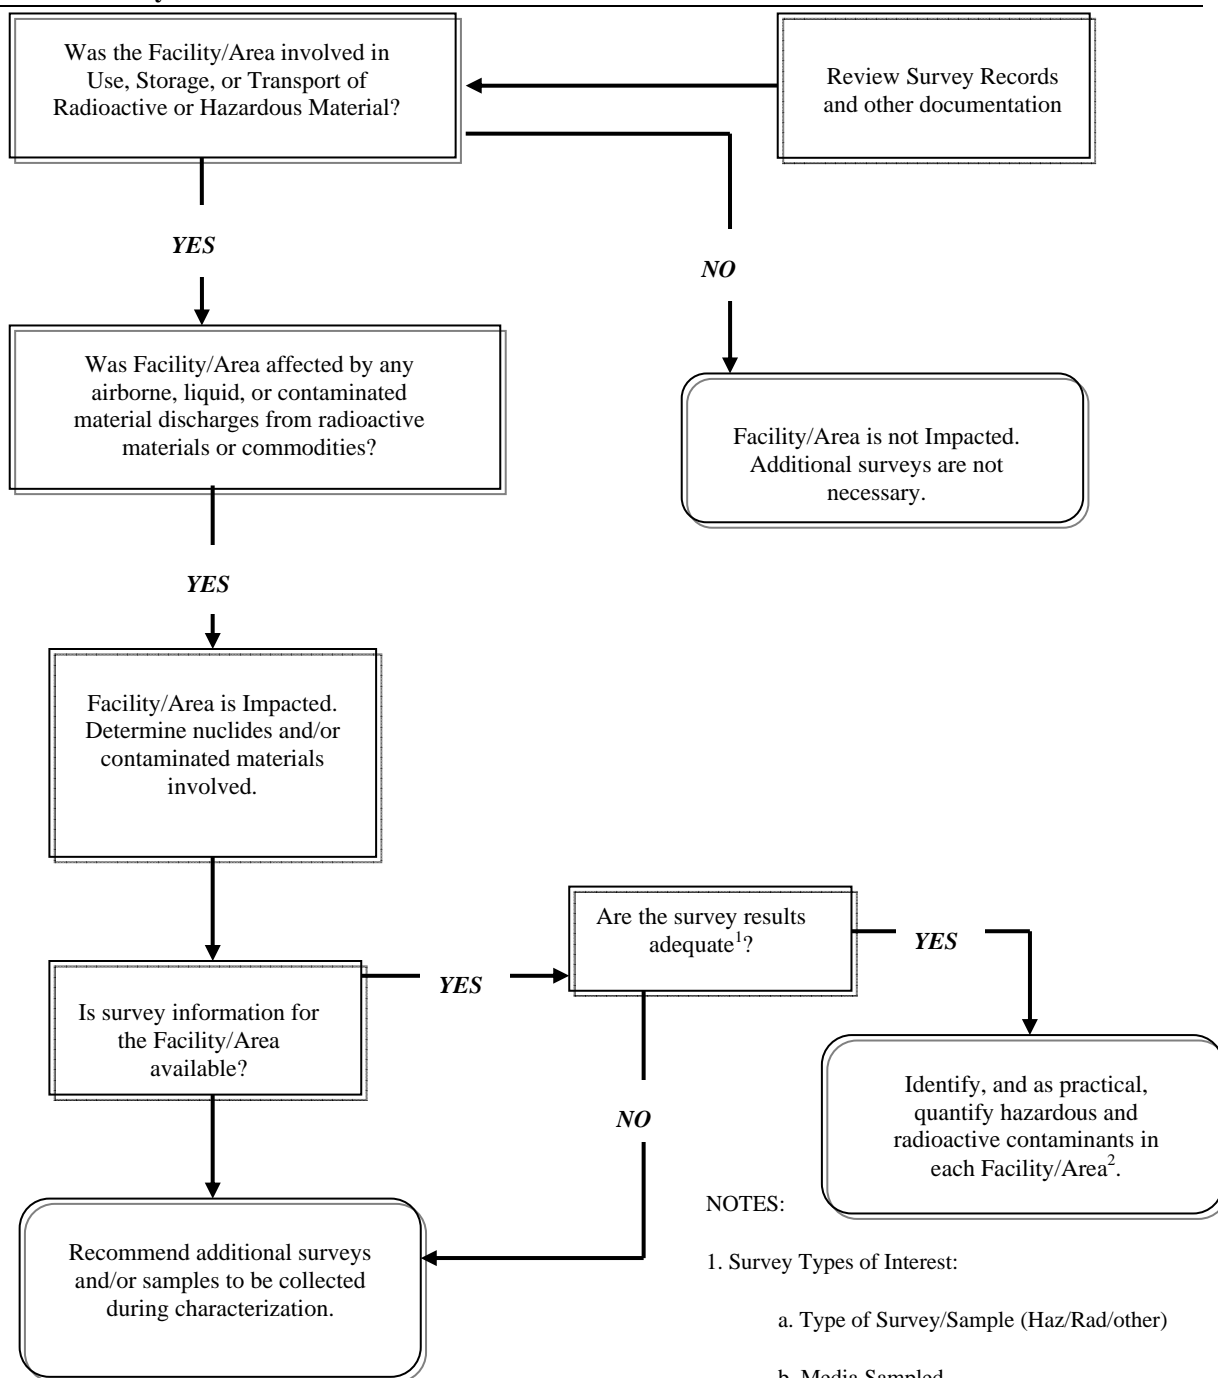 Was the Facility/Area involved in
Use, Storage, or Transport of
Radioactive or Hazardous Material?
Review Survey Records
and other documentation
YES
NO
Was Facility/Area affected by any
airborne, liquid, or contaminated
material discharges from radioactive
materials or commodities?
Facility/Area is not Impacted.
Additional surveys are not
necessary.
YES
Facility/Area is Impacted.
Determine nuclides and/or
contaminated materials
involved.
Are the survey results
adequate¹?
YES
YES
Is survey information for
the Facility/Area
available?
NO
Identify, and as practical,
quantify hazardous and
radioactive contaminants in
each Facility/Area².
Recommend additional surveys
and/or samples to be collected
during characterization.
NOTES:
1. Survey Types of Interest:
a. Type of Survey/Sample (Haz/Rad/other)
b. Media Sampled